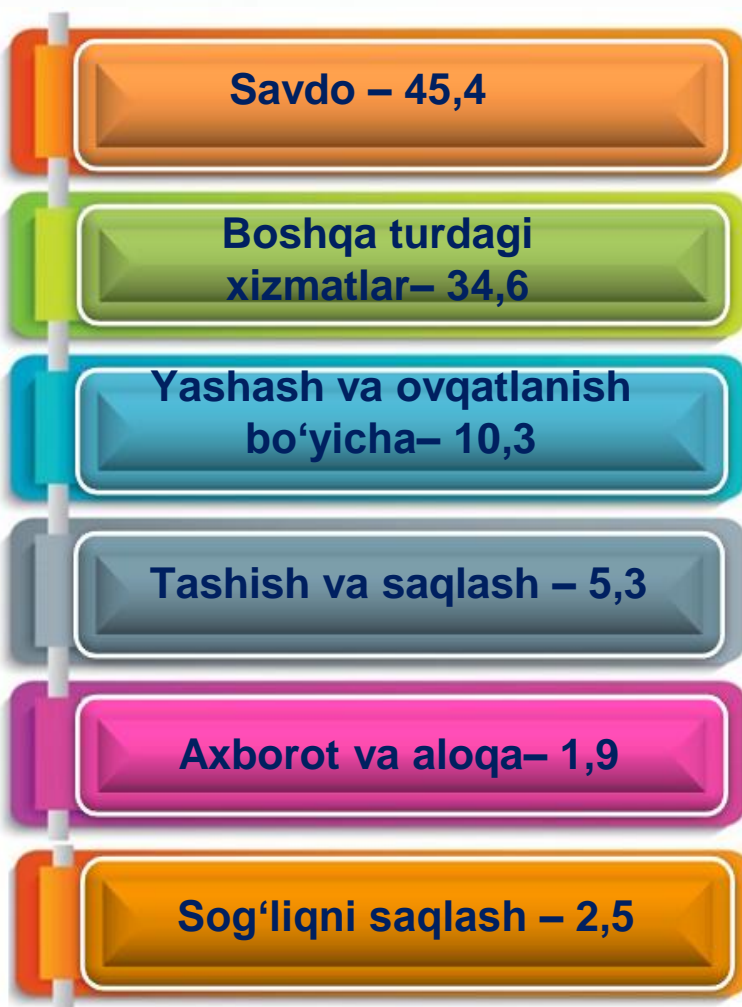 Savdo – 45,4
Boshqa turdagi
xizmatlar– 34,6
Yashash va ovqatlanish
bo‘yicha– 10,3
Tashish va saqlash – 5,3
Axborot va aloqa– 1,9
Sog‘liqni saqlash – 2,5